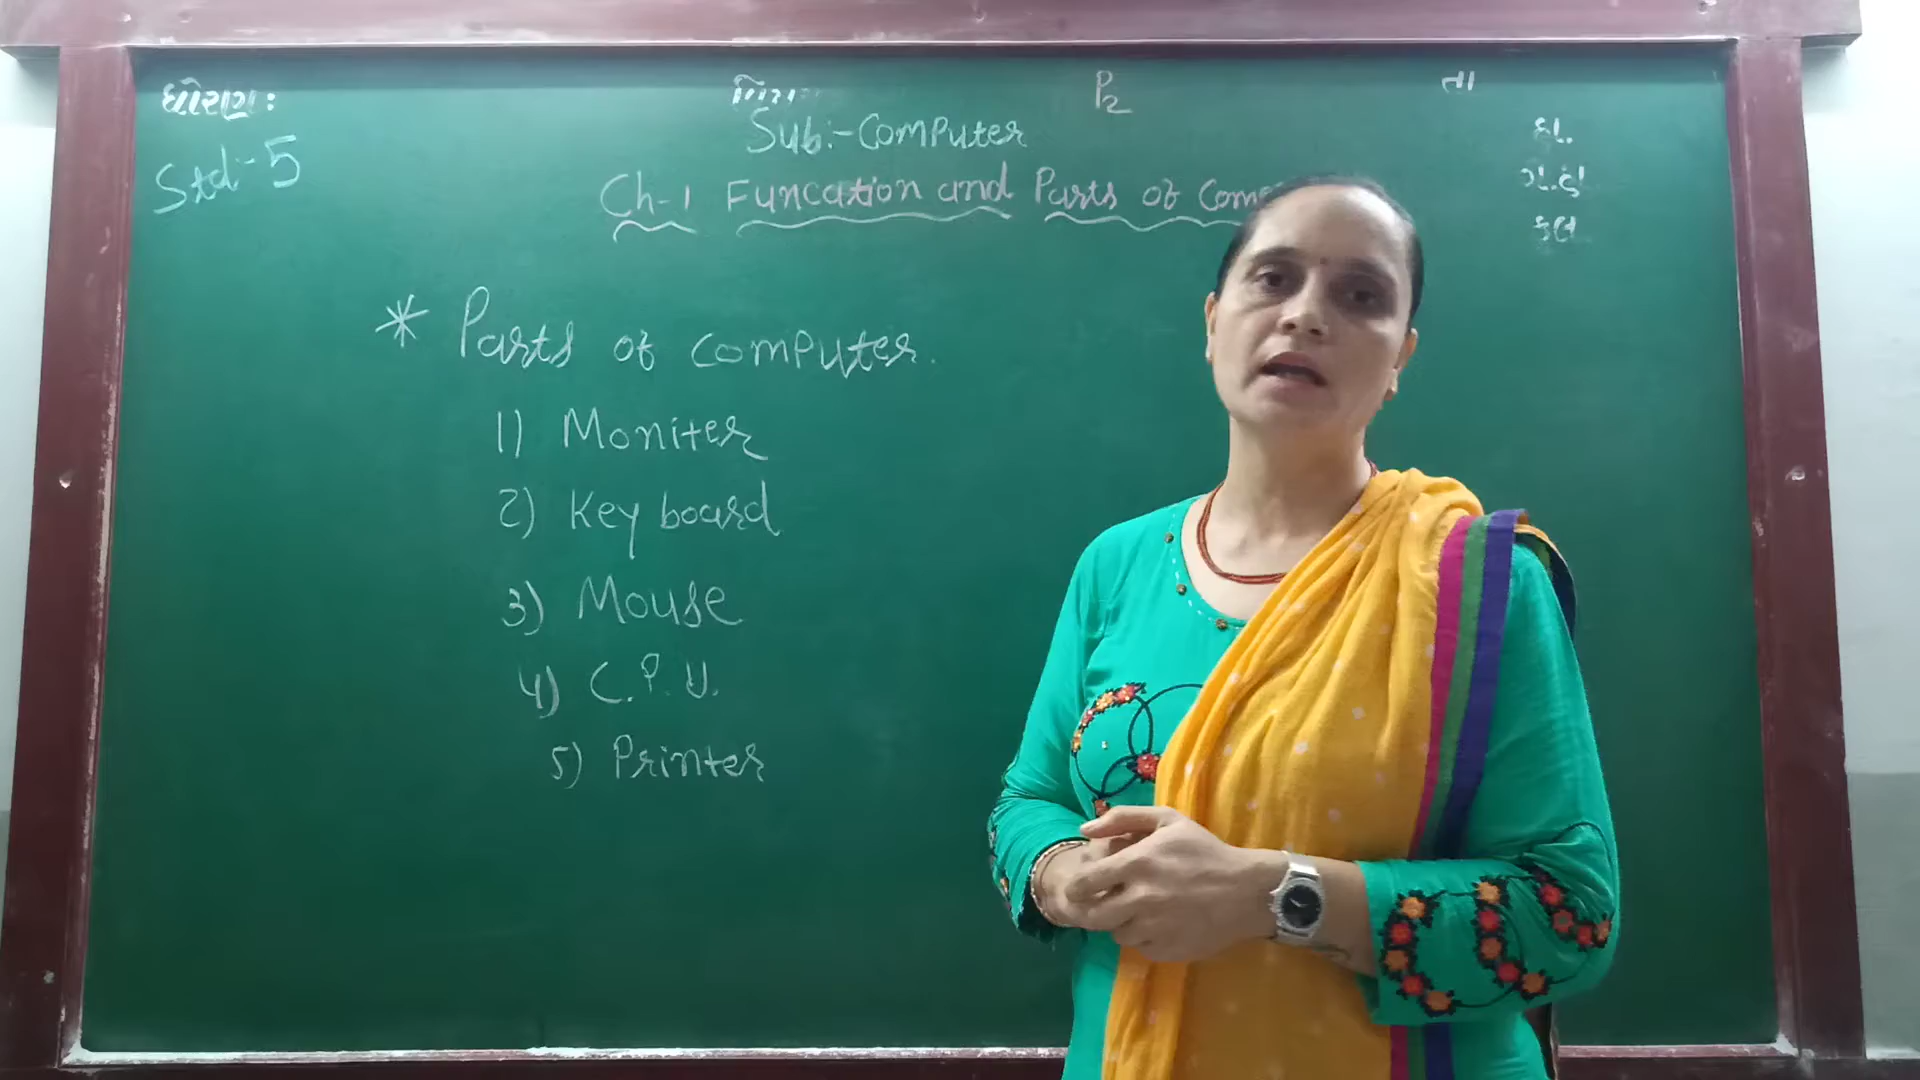 ધોરણ:
P2
તા
Sub:- Computer
હા.
Std:- 5
Ch-1 Funcation and Parts of Com
ગે.હા
કુલ
* Parts of computer.
1) Moniter
2) Key board
3) Mouse
4) C.P.U.
5) Printer